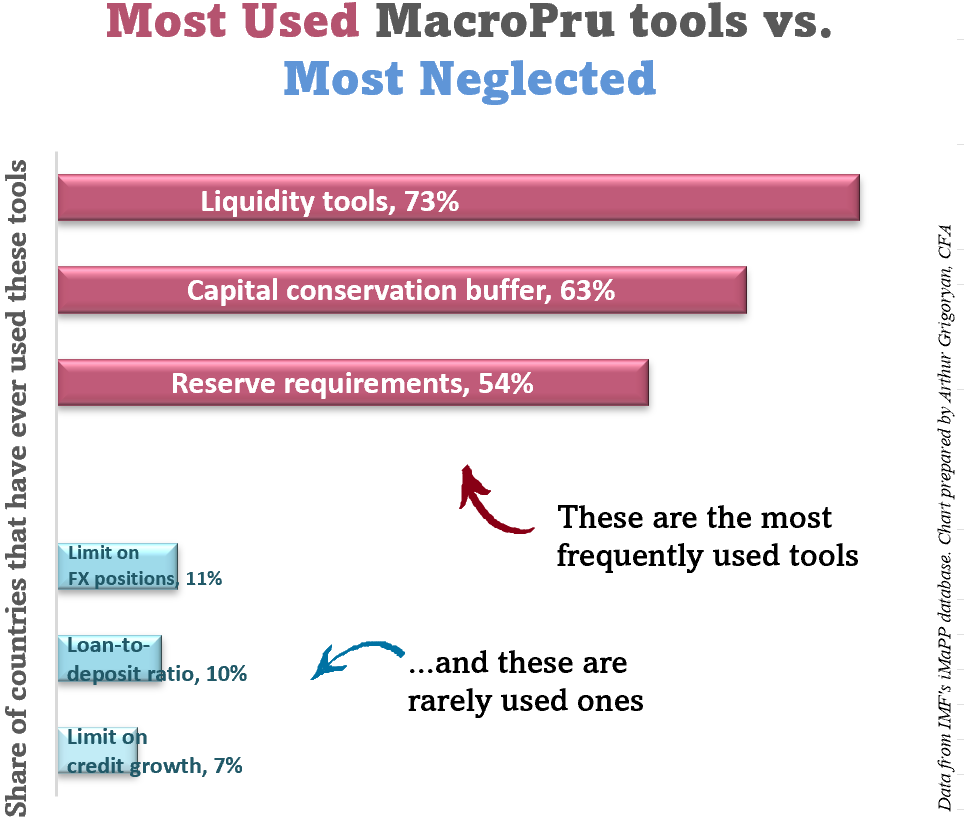 Most Used MacroPru tools vs.
Most Neglected
Share of countries that have ever used these tools
Liquidity tools, 73%
Capital conservation buffer, 63%
Reserve requirements, 54%
These are the most
frequently used tools
Limit on
FX positions, 11%
Loan-to-
deposit ratio, 10%
...and these are
rarely used ones
Limit on
credit growth, 7%
Data from IMF's iMaPP database. Chart prepared by Arthur Grigoryan, CFA